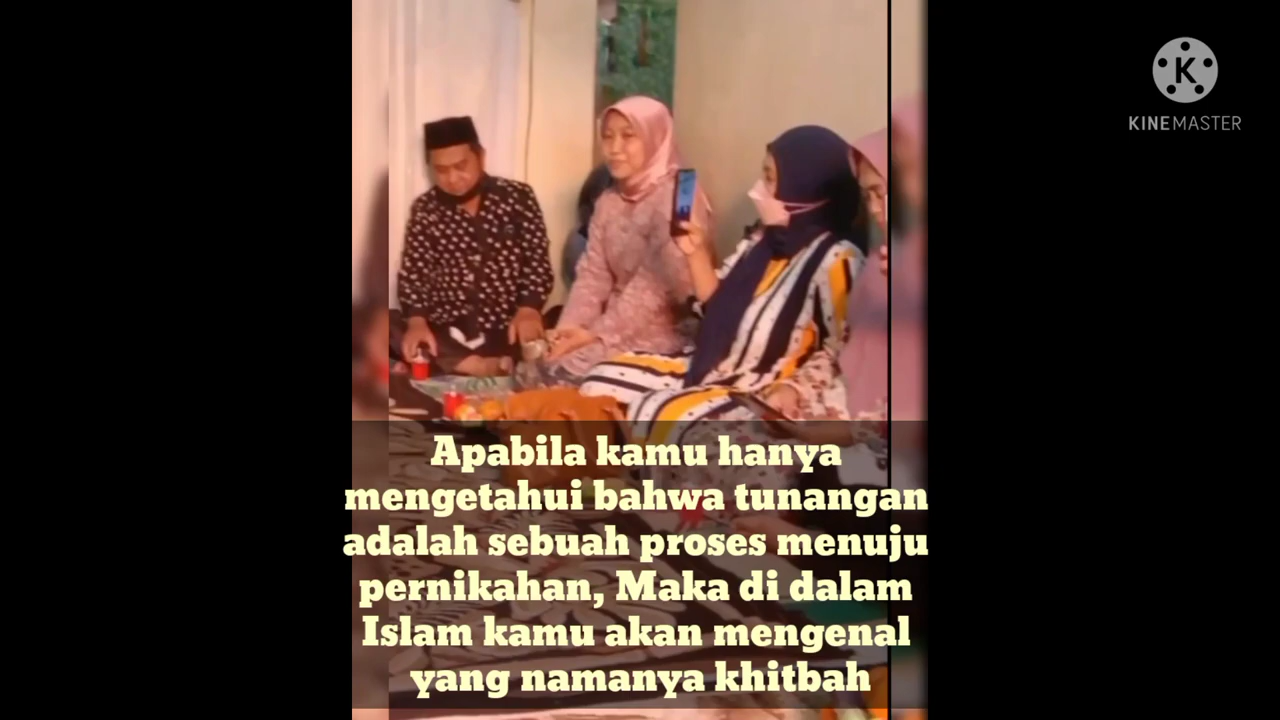 KINEMASTER
Apabila kamu hanya
mengetahui bahwa tunangan
adalah sebuah proses menuju
pernikahan, Maka di dalam
Islam kamu akan mengenal
yang namanya khitbah